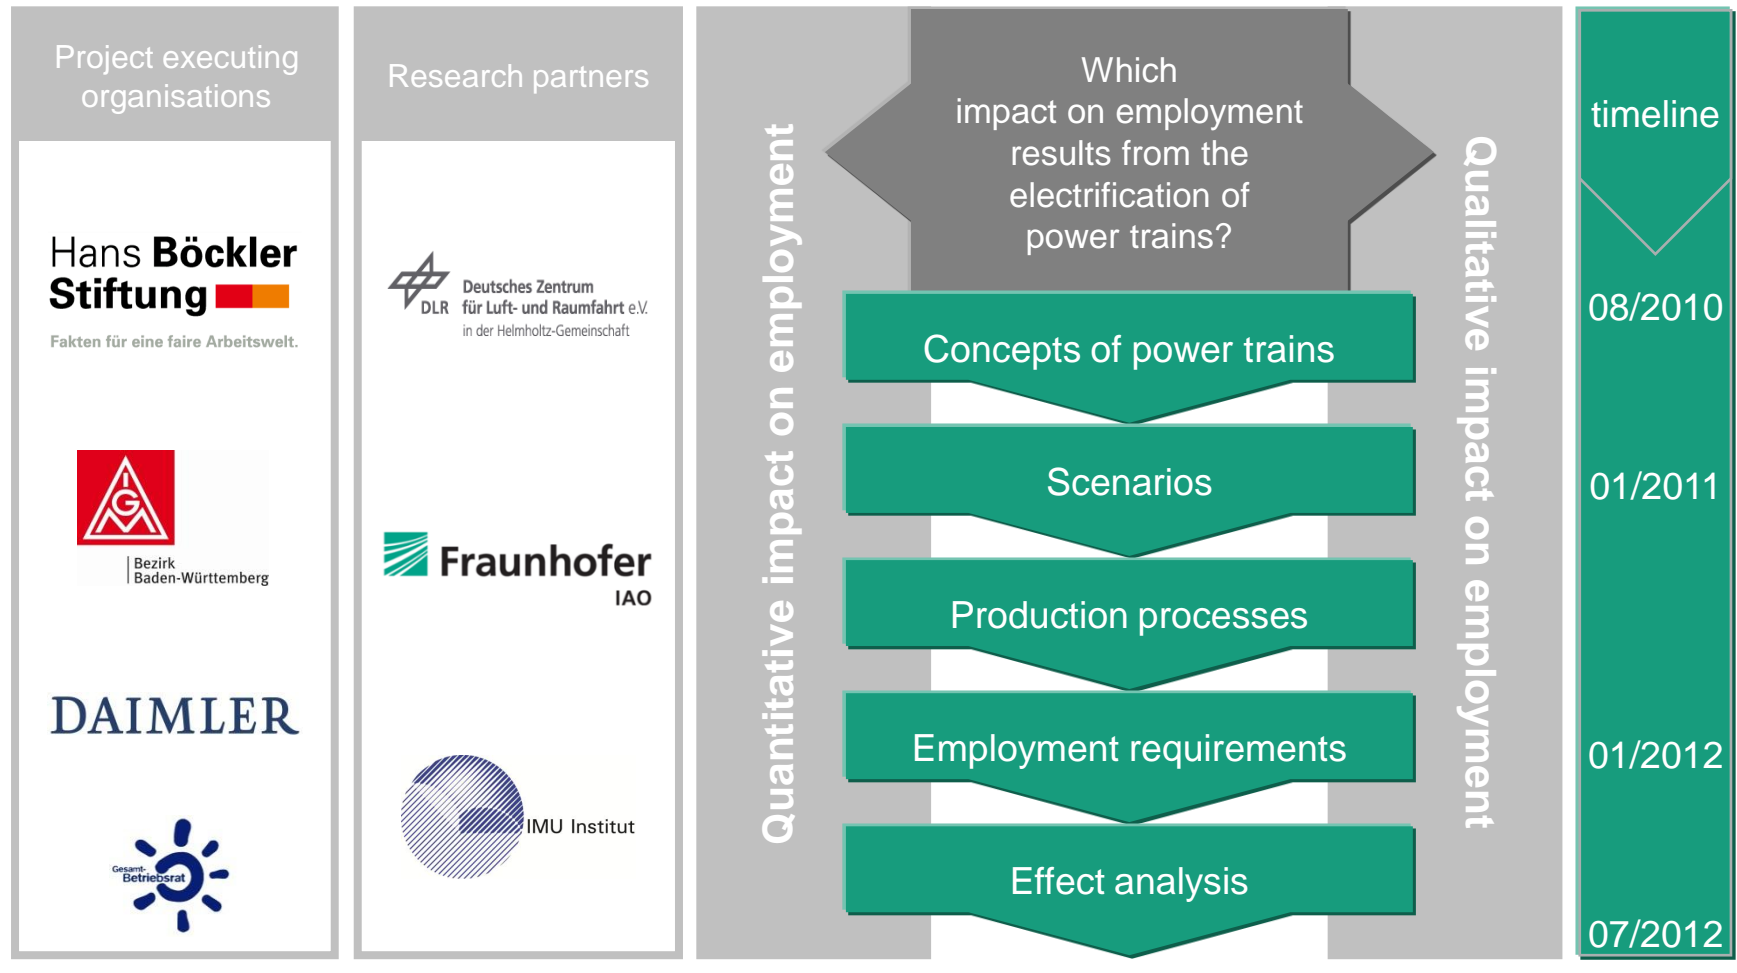 Project executing
organisations
Hans Böckler
Stiftung
Fakten für eine faire Arbeitswelt.
IGM
Bezirk
Baden-Württemberg
DAIMLER
Gesamt-
Betriebsrat
Research partners
DLR
Deutsches Zentrum
für Luft- und Raumfahrt e.V.
in der Helmholtz-Gemeinschaft
Fraunhofer
IAO
IMU Institut
Quantitative impact on employment
Which
impact on employment
results from the
electrification of
power trains?
Concepts of power trains
Scenarios
Production processes
Employment requirements
Effect analysis
Qualitative impact on employment
timeline
08/2010
01/2011
01/2012
07/2012